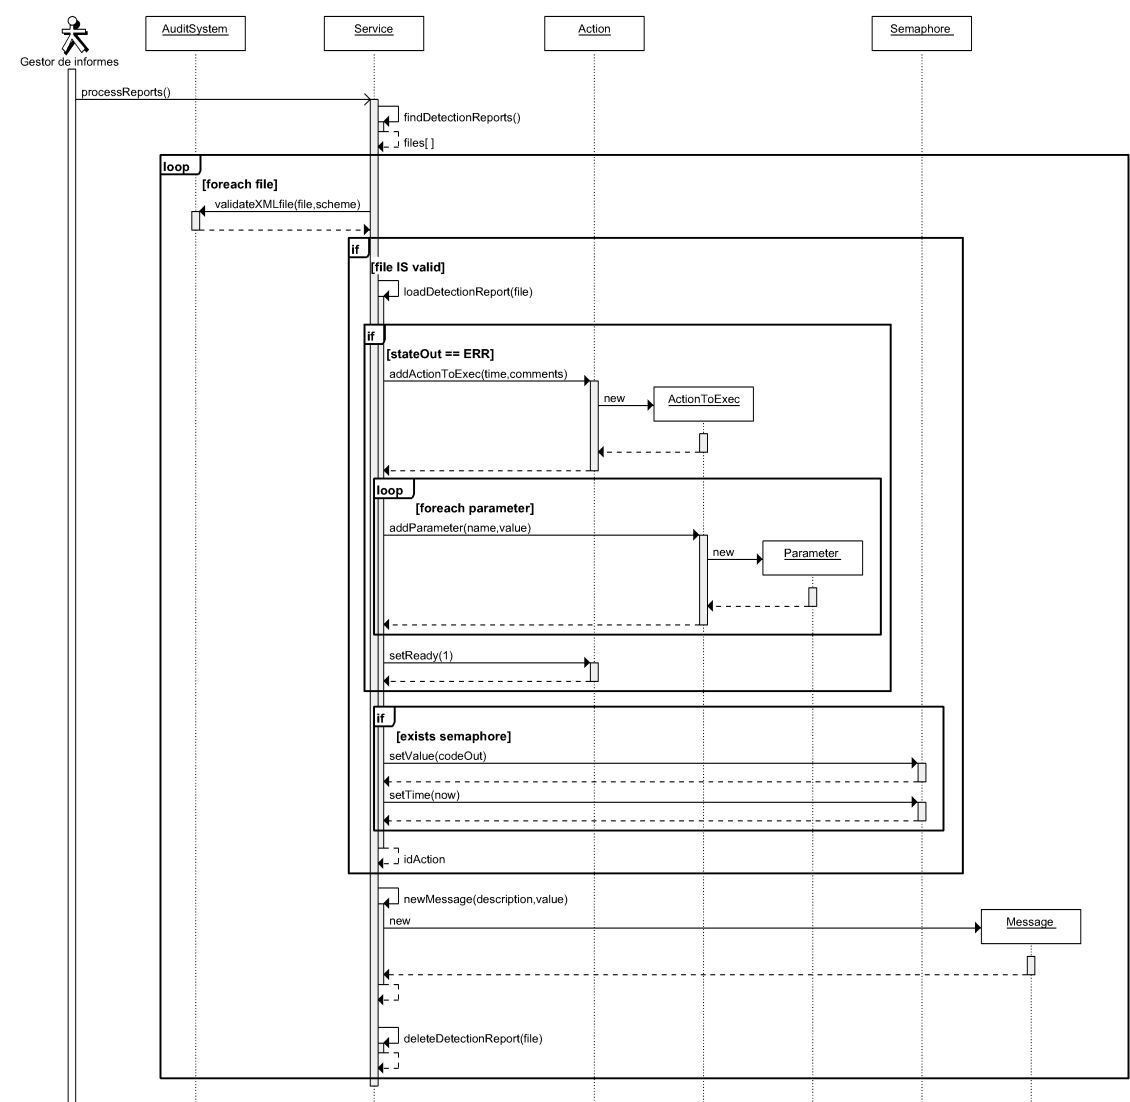 Gestor de informes
AuditSystem
Service
Action
Semaphore
processReports()
findDetectionReports()
files[ ]
loop
[foreach file]
validateXMLfile(file,scheme)
if
[file IS valid]
loadDetectionReport(file)
if
[stateOut == ERR]
addActionToExec(time,comments)
new
ActionToExec
loop
[foreach parameter]
addParameter(name,value)
new
Parameter
setReady(1)
if
[exists semaphore]
setValue(codeOut)
setTime(now)
idAction
newMessage(description,value)
new
Message
deleteDetectionReport(file)